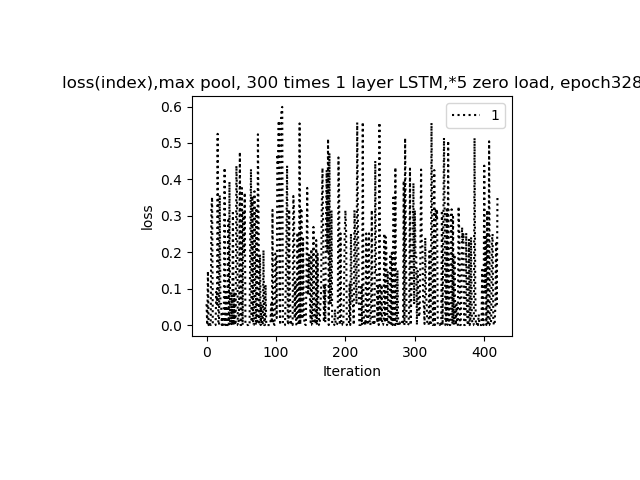 loss(index),max pool, 300 times 1 layer LSTM,*5 zero load, epoch328
1
0.6
0.5
0.4
0.3
0.2
0.1
0.0
loss
0 100 200 300 400
Iteration